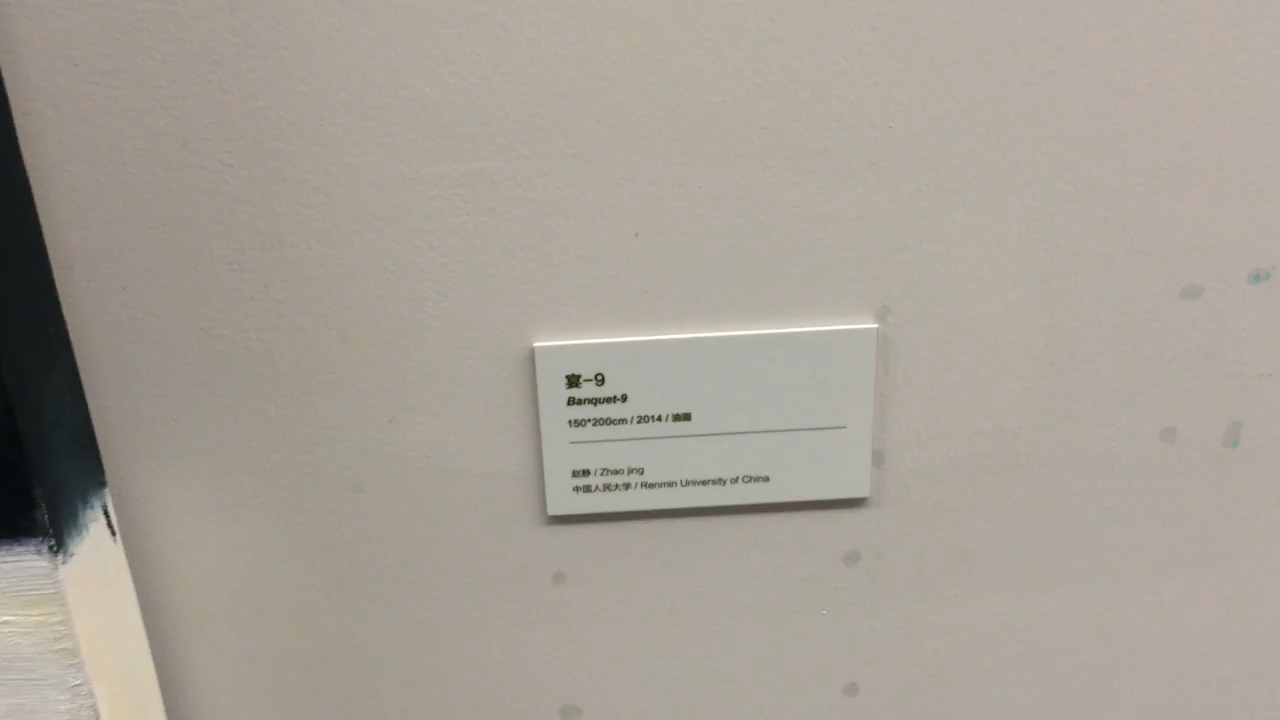 宴-9
Banquet-9
150*200cm / 2014 / 油画
赵静 / Zhao jing
中国人民大学 / Renmin University of China